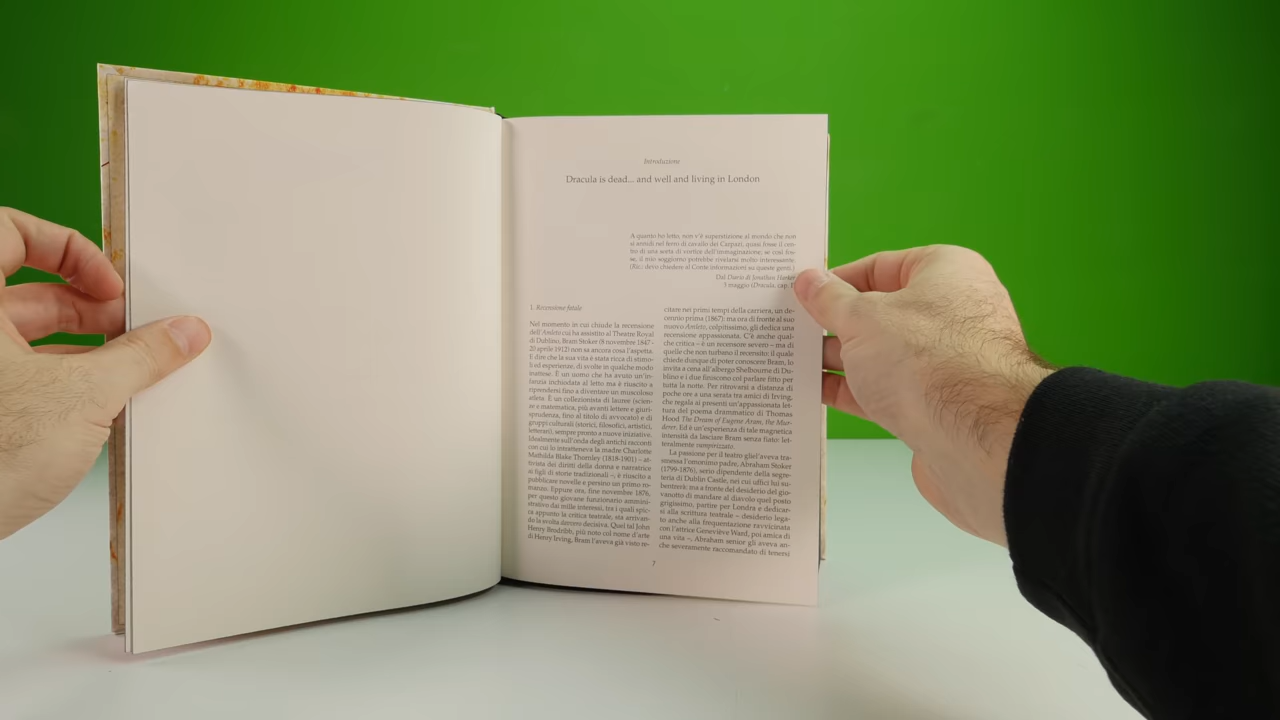 Introduzione
Dracula is dead... and well and living in London
A quanto ho letto, non v'è superstizione al mondo che non
si annidi nel ferro di cavallo dei Carpazi, quasi fosse il cen-
tro di una sorta di vortice dell'immaginazione; se così fos-
se, il mio soggiorno potrebbe rivelarsi molto interessante.
(Ric.: devo chiedere al Conte informazioni su queste genti.)
Dal Diario di Jonathan Harker
3 maggio (Dracula, cap. I)
1. Recensione fatale
Nel momento in cui chiude la recensione
dell'Amleto cui ha assistito al Theatre Royal
di Dublino, Bram Stoker (8 novembre 1847 -
20 aprile 1912) non sa ancora cosa l'aspetta.
E dire che la sua vita è stata ricca di stimo-
li ed esperienze, di svolte in qualche modo
inattese. È un uomo che ha avuto un'in-
fanzia inchiodata al letto ma è riuscito a
riprendersi fino a diventare un muscoloso
atleta. È un collezionista di lauree (scien-
ze e matematica, più avanti lettere e giuri-
sprudenza, fino al titolo di avvocato) e di
gruppi culturali (storici, filosofici, artistici,
letterari), sempre pronto a nuove iniziative.
Idealmente sull'onda degli antichi racconti
con cui lo intratteneva la madre Charlotte
Mathilda Blake Thornley (1818-1901) – at-
tivista dei diritti della donna e narratrice
ai figli di storie tradizionali –, è riuscito a
pubblicare novelle e persino un primo ro-
manzo. Eppure ora, fine novembre 1876,
per questo giovane funzionario ammini-
strativo dai mille interessi, tra i quali spic-
ca appunto la critica teatrale, sta arrivan-
do la svolta davvero decisiva. Quel tal John
Henry Brodribb, più noto col nome d'arte
di Henry Irving, Bram l'aveva già visto re-
citare nei primo tempi della carriera, un de-
cennio prima (1867): ma ora di fronte al suo
nuovo Amleto, colpitissimo, gli dedica una
recensione appassionata. C'è anche qual-
che critica – è un recensore severo – ma di
quelle che non turbano il recensito: il quale
chiede dunque di poter conoscere Bram, lo
invita a cena all'albergo Shelbourne di Du-
blino e i due finiscono col parlare fitto per
tutta la notte. Per ritrovarsi a distanza di
poche ore a una serata tra amici di Irving,
che regala ai presenti un'appassionata let-
tura del poema drammatico di Thomas
Hood The Dream of Eugene Aram, the Mur-
derer. Ed è un'esperienza di tale magnetica
intensità da lasciare Bram senza fiato: let-
teralmente vampirizzato.
La passione per il teatro gliel'aveva tra-
smessa l'omonimo padre, Abraham Stoker
(1799-1876), serio dipendente della segre-
teria di Dublin Castle, nei cui uffici lui su-
bentrerà; ma a fronte del desiderio del gio-
vanotto di mandare al diavolo quel posto
grigissimo, partire per Londra e dedicar-
si alla scrittura teatrale – desiderio lega-
to anche alla frequentazione ravvicinata
con l'attrice Geneviève Ward, poi amica di
una vita –, Abraham senior gli aveva an-
che severamente raccomandato di tenersi
7